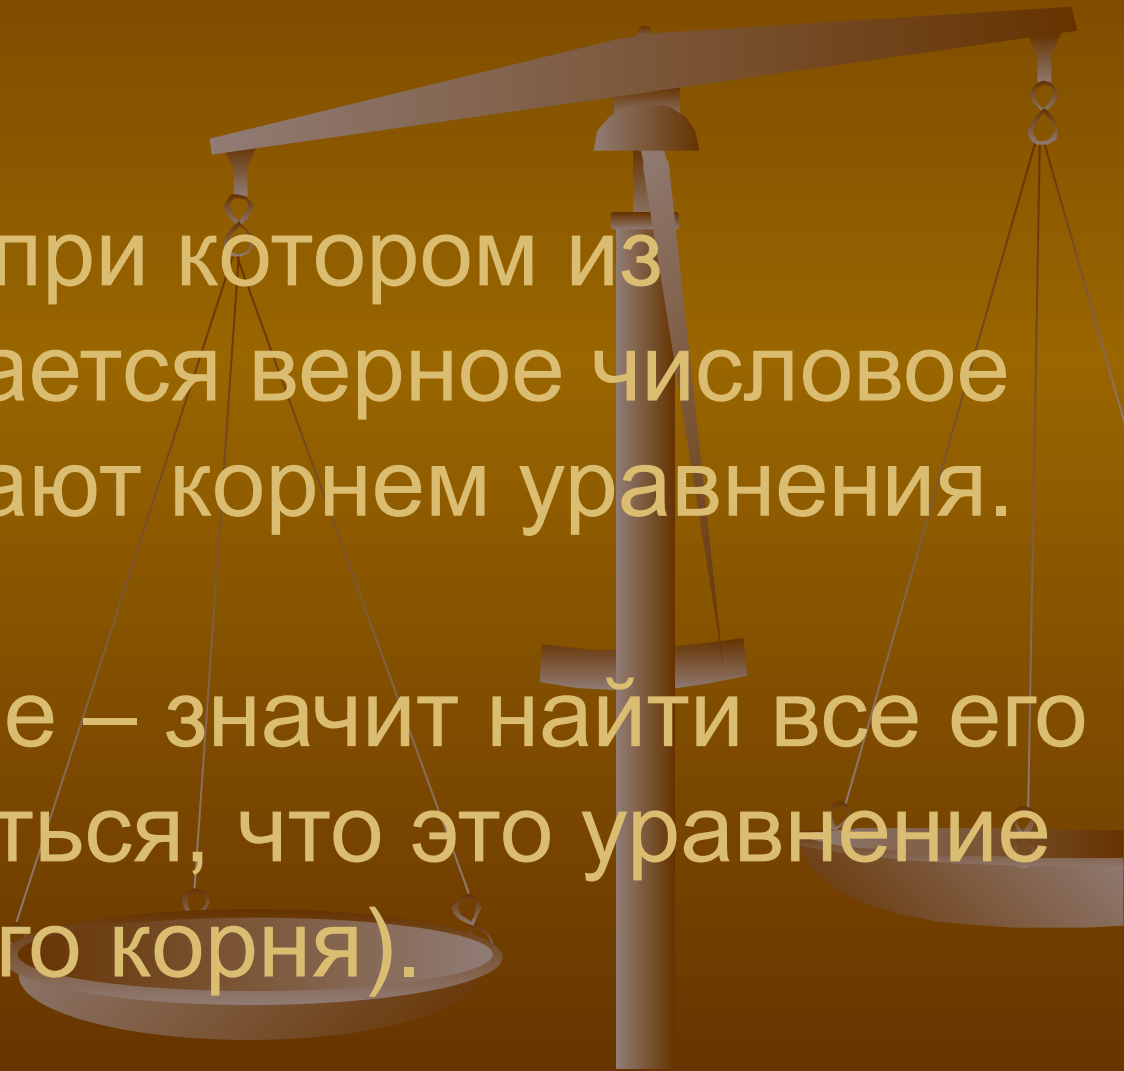 при котором из
ается верное числовое
ают корнем уравнения.
е – значит найти все его
ться, что это уравнение
го корня).